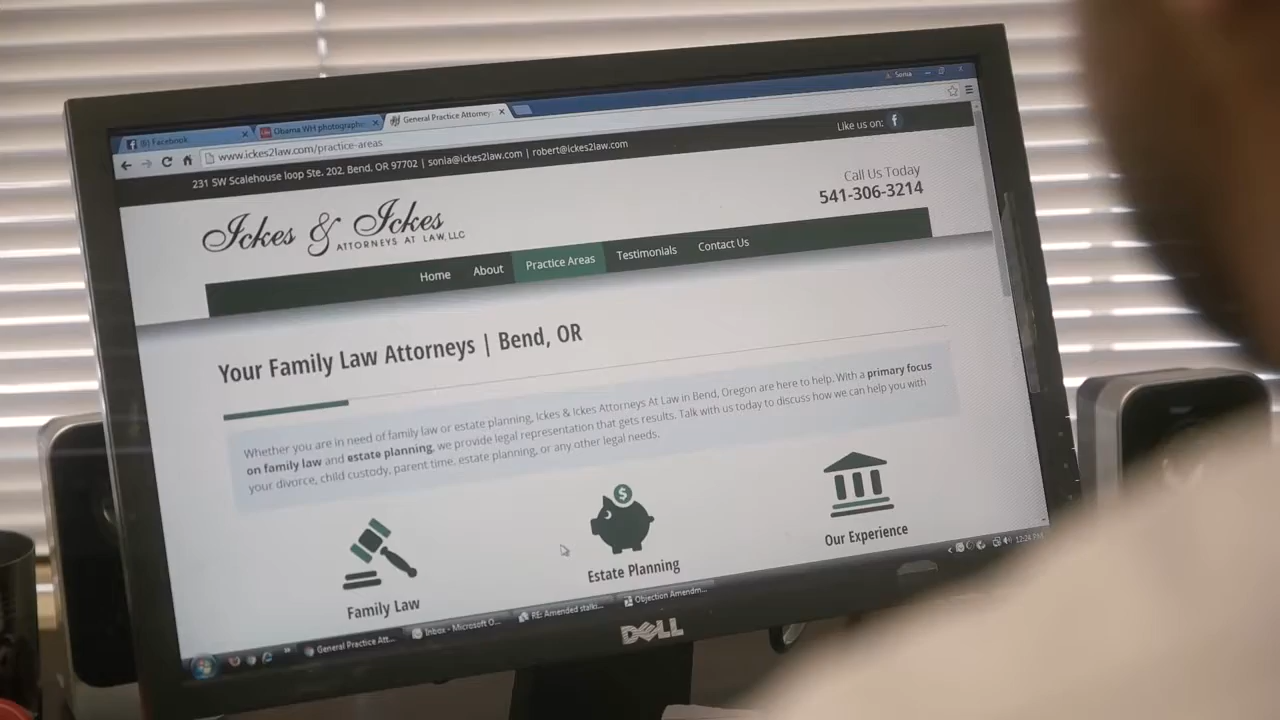 Sonia
(6) Facebook
Obama WH photographe
General Practice Attorney
www.ickes2law.com/practice-areas
231 SW Scalehouse loop Ste. 202, Bend, OR 97702 | sonia@ickes2law.com | robert@ickes2law.com
Like us on: f
Ickes & Ickes
ATTORNEYS AT LAW, LLC
Call Us Today
541-306-3214
Home About Practice Areas Testimonials Contact Us
Your Family Law Attorneys | Bend, OR
Whether you are in need of family law or estate planning, Ickes & Ickes Attorneys At Law in Bend, Oregon are here to help. With a primary focus
on family law and estate planning, we provide legal representation that gets results. Talk with us today to discuss how we can help you with
your divorce, child custody, parent time, estate planning, or any other legal needs.
Family Law
Estate Planning
Our Experience
General Practice Att...
Inbox - Microsoft O...
RE: Amended stalki...
Objection Amendm...
12:24 PM
DELL